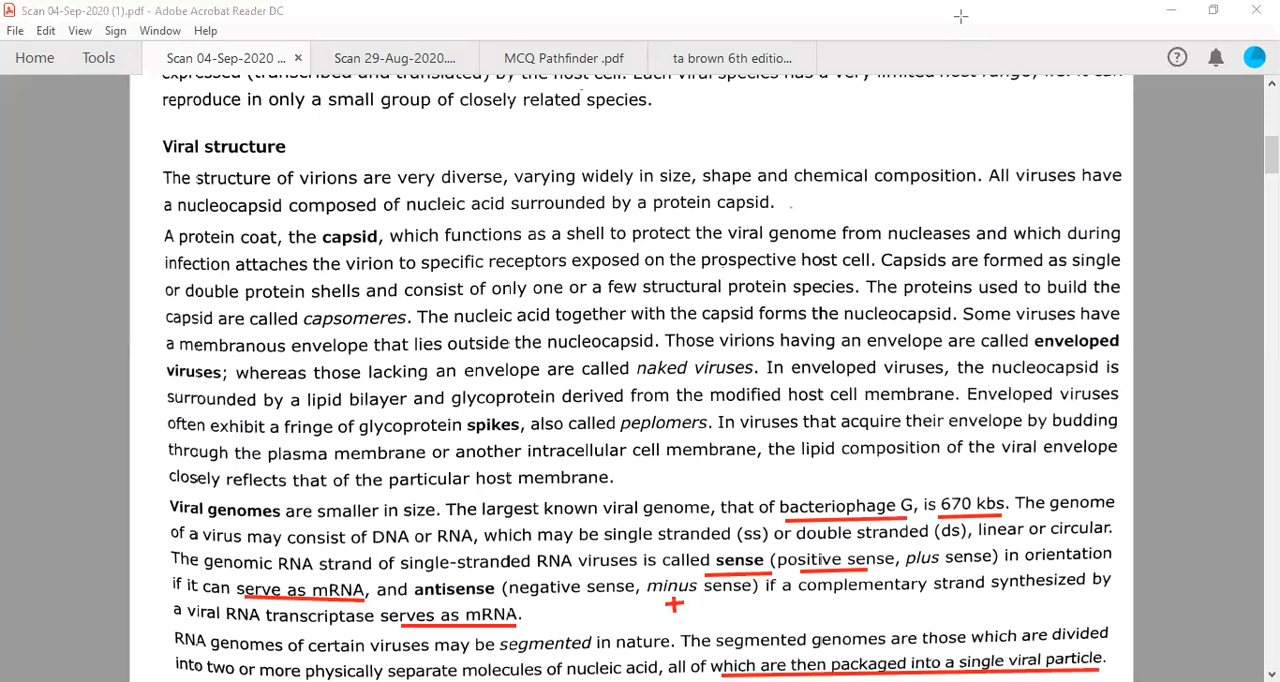 Scan 04-Sep-2020 (1).pdf - Adobe Acrobat Reader DC
File Edit View Sign Window Help
Home Tools Scan 04-Sep-2020 ... × Scan 29-Aug-2020.... MCQ Pathfinder .pdf ta brown 6th editio...
expressed (transcribed and translated) by the host cell. Each viral species has a very limited host range, i.e. it can
reproduce in only a small group of closely related species.
Viral structure
The structure of virions are very diverse, varying widely in size, shape and chemical composition. All viruses have
a nucleocapsid composed of nucleic acid surrounded by a protein capsid.
A protein coat, the capsid, which functions as a shell to protect the viral genome from nucleases and which during
infection attaches the virion to specific receptors exposed on the prospective host cell. Capsids are formed as single
or double protein shells and consist of only one or a few structural protein species. The proteins used to build the
capsid are called capsomeres. The nucleic acid together with the capsid forms the nucleocapsid. Some viruses have
a membranous envelope that lies outside the nucleocapsid. Those virions having an envelope are called enveloped
viruses; whereas those lacking an envelope are called naked viruses. In enveloped viruses, the nucleocapsid is
surrounded by a lipid bilayer and glycoprotein derived from the modified host cell membrane. Enveloped viruses
often exhibit a fringe of glycoprotein spikes, also called peplomers. In viruses that acquire their envelope by budding
through the plasma membrane or another intracellular cell membrane, the lipid composition of the viral envelope
closely reflects that of the particular host membrane.
Viral genomes are smaller in size. The largest known viral genome, that of bacteriophage G, is 670 kbs. The genome
of a virus may consist of DNA or RNA, which may be single stranded (ss) or double stranded (ds), linear or circular.
The genomic RNA strand of single-stranded RNA viruses is called sense (positive sense, plus sense) in orientation
if it can serve as mRNA, and antisense (negative sense, minus sense) if a complementary strand synthesized by
a viral RNA transcriptase serves as mRNA.
RNA genomes of certain viruses may be segmented in nature. The segmented genomes are those which are divided
into two or more physically separate molecules of nucleic acid, all of which are then packaged into a single viral particle.